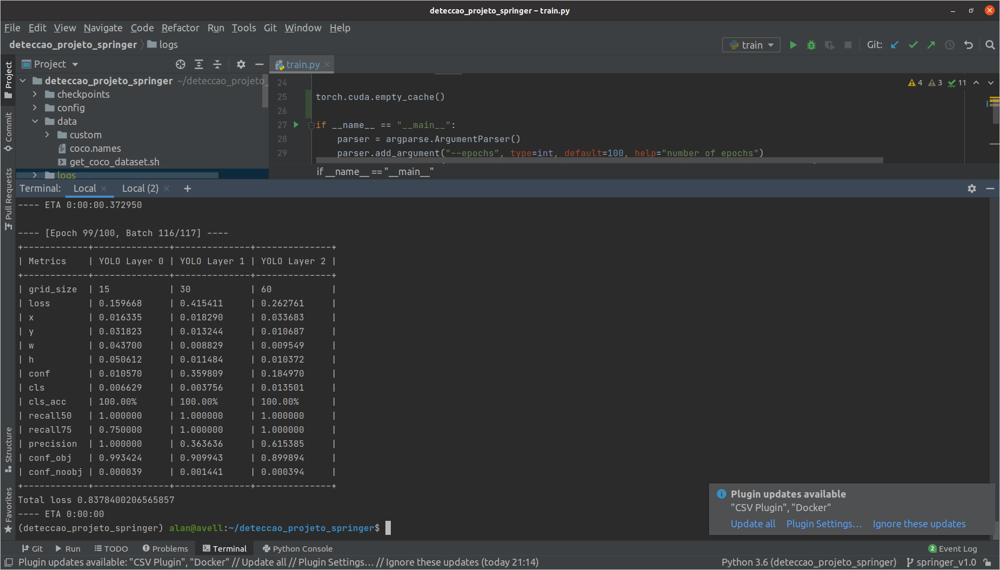 deteccao_projeto_springer – train.py
File Edit View Navigate Code Refactor Run Tools Git Window Help
deteccao_projeto_springer logs
train Git:
Project
train.py
Project
Commit
Pull Requests
Structure
Favorites
deteccao_projeto_springer ~/deteccao_projeto_
checkpoints
config
data
custom
coco.names
get_coco_dataset.sh
logs
4 3 11
24
25 torch.cuda.empty_cache()
26
27 if __name__ == "__main__":
28 parser = argparse.ArgumentParser()
29 parser.add_argument("--epochs", type=int, default=100, help="number of epochs")
if __name__ == "__main__"
Terminal: Local Local (2) +
---- ETA 0:00:00.372950
---- [Epoch 99/100, Batch 116/117] ----
+------------+--------------+--------------+--------------+
| Metrics | YOLO Layer 0 | YOLO Layer 1 | YOLO Layer 2 |
+------------+--------------+--------------+--------------+
| grid_size | 15 | 30 | 60 |
| loss | 0.159668 | 0.415411 | 0.262761 |
| x | 0.016335 | 0.018290 | 0.033683 |
| y | 0.031823 | 0.013244 | 0.010687 |
| w | 0.043700 | 0.008829 | 0.009549 |
| h | 0.050612 | 0.011484 | 0.010372 |
| conf | 0.010570 | 0.359809 | 0.184970 |
| cls | 0.006629 | 0.003756 | 0.013501 |
| cls_acc | 100.00% | 100.00% | 100.00% |
| recall50 | 1.000000 | 1.000000 | 1.000000 |
| recall75 | 0.750000 | 1.000000 | 1.000000 |
| precision | 1.000000 | 0.363636 | 0.615385 |
| conf_obj | 0.993424 | 0.909943 | 0.899894 |
| conf_noobj | 0.000039 | 0.001441 | 0.000394 |
+------------+--------------+--------------+--------------+
Total loss 0.8378400206565857
---- ETA 0:00:00
(deteccao_projeto_springer) alan@avell:~/deteccao_projeto_springer$
Plugin updates available
"CSV Plugin", "Docker"
Update all Plugin Settings... Ignore these updates
Git Run TODO Problems Terminal Python Console 2 Event Log
Plugin updates available: "CSV Plugin", "Docker" // Update all // Plugin Settings... // Ignore these updates (today 21:14) Python 3.6 (deteccao_projeto_springer) springer_v1.0